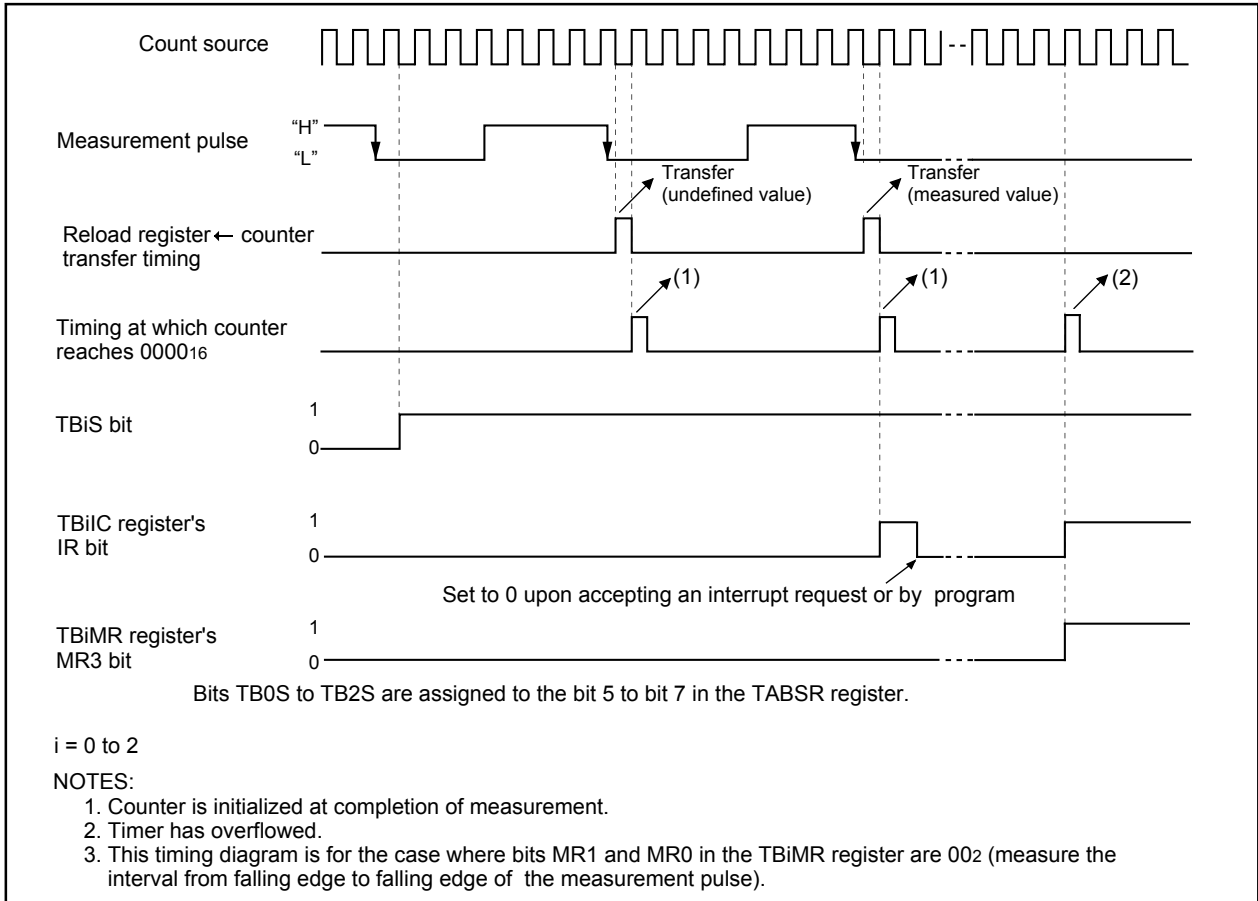 Count source
Measurement pulse
“H”
“L”
Transfer
(undefined value)
Transfer
(measured value)
Reload register ← counter
transfer timing
(1)
(1)
(2)
Timing at which counter
reaches 000016
TBiS bit
1
0
TBiIC register's
IR bit
1
0
Set to 0 upon accepting an interrupt request or by program
TBiMR register's
MR3 bit
1
0
Bits TB0S to TB2S are assigned to the bit 5 to bit 7 in the TABSR register.
i = 0 to 2
NOTES:
1. Counter is initialized at completion of measurement.
2. Timer has overflowed.
3. This timing diagram is for the case where bits MR1 and MR0 in the TBiMR register are 002 (measure the
interval from falling edge to falling edge of the measurement pulse).